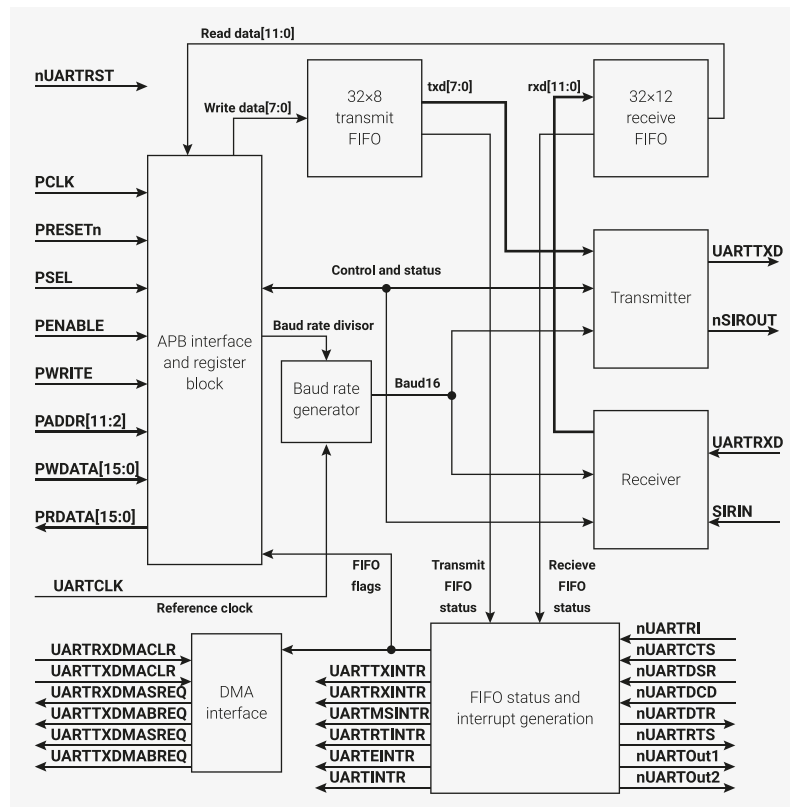 Read data[11:0]
nUARTRST
Write data[7:0]
32×8
transmit
FIFO
txd[7:0]
rxd[11:0]
32×12
receive
FIFO
PCLK
PRESETn
PSEL
PENABLE
PWRITE
PADDR[11:2]
PWDATA[15:0]
PRDATA[15:0]
APB interface
and register
block
Control and status
Baud rate divisor
Baud rate
generator
Baud16
Transmitter
UARTTXD
nSIROUT
Receiver
UARTRXD
SIRIN
UARTCLK
Reference clock
FIFO
flags
Transmit
FIFO
status
Recieve
FIFO
status
UARTRXDMACLR
UARTTXDMACLR
UARTRXDMASREQ
UARTTXDMABREQ
UARTTXDMASREQ
UARTTXDMABREQ
DMA
interface
UARTTXINTR
UARTRXINTR
UARTMSINTR
UARTRTINTR
UARTEINTR
UARTINTR
FIFO status and
interrupt generation
nUARTRI
nUARTCTS
nUARTDSR
nUARTDCD
nUARTDTR
nUARTRTS
nUARTOut1
nUARTOut2